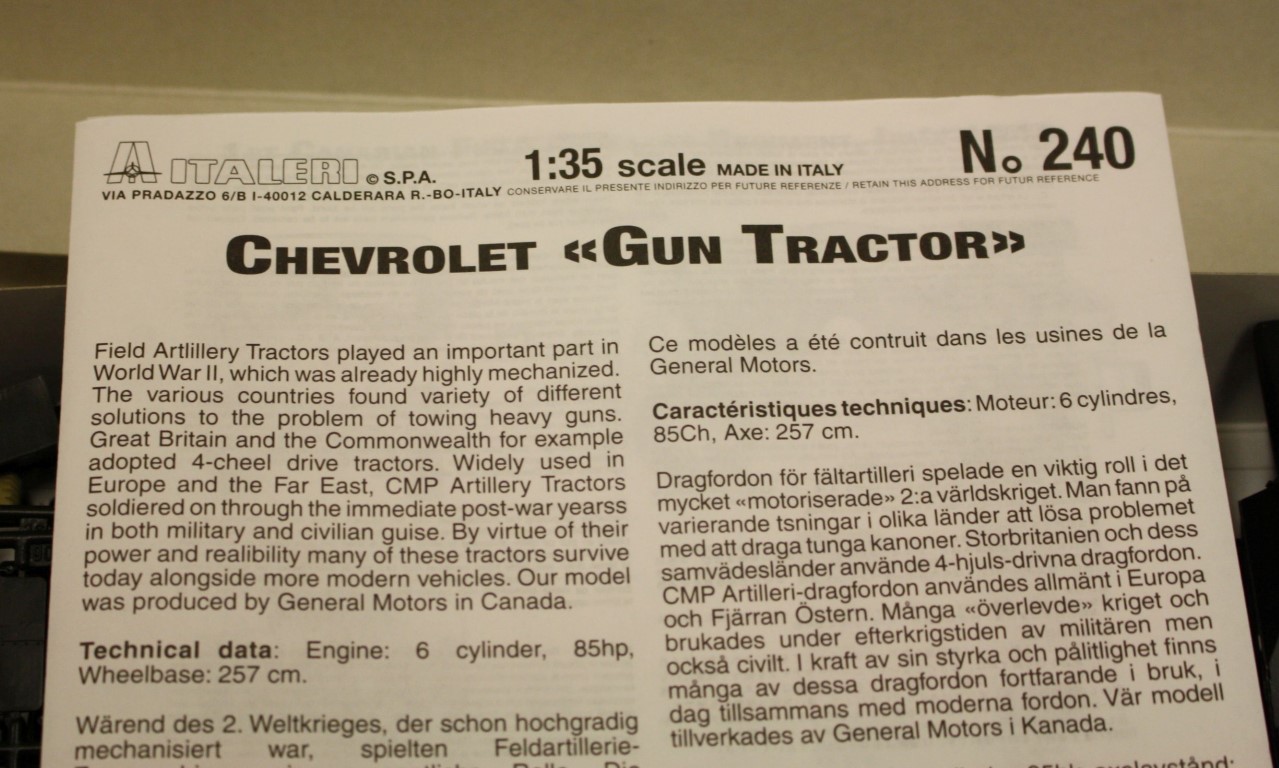 ITALERI © S.P.A.
1:35 scale MADE IN ITALY
No 240
VIA PRADAZZO 6/B I-40012 CALDERARA R.-BO-ITALY
CONSERVARE IL PRESENTE INDIRIZZO PER FUTURE REFERENZE / RETAIN THIS ADDRESS FOR FUTUR REFERENCE
CHEVROLET «GUN TRACTOR»
Field Artlillery Tractors played an important part in
World War II, which was already highly mechanized.
The various countries found variety of different
solutions to the problem of towing heavy guns.
Great Britain and the Commonwealth for example
adopted 4-cheel drive tractors. Widely used in
Europe and the Far East, CMP Artillery Tractors
soldiered on through the immediate post-war yearss
in both military and civilian guise. By virtue of their
power and realibility many of these tractors survive
today alongside more modern vehicles. Our model
was produced by General Motors in Canada.
Technical data: Engine: 6 cylinder, 85hp,
Wheelbase: 257 cm.
Wärend des 2. Weltkrieges, der schon hochgradig
mechanisiert war, spielten Feldartillerie-
Ce modèles a été contruit dans les usines de la
General Motors.
Caractéristiques techniques: Moteur: 6 cylindres,
85Ch, Axe: 257 cm.
Dragfordon för fältartilleri spelade en viktig roll i det
mycket «motoriserade» 2:a världskriget. Man fann på
varierande tsningar i olika länder att lösa problemet
med att draga tunga kanoner. Storbritanien och dess
samvädesländer använde 4-hjuls-drivna dragfordon.
CMP Artilleri-dragfordon användes allmänt i Europa
och Fjärran Östern. Många «överlevde» kriget och
brukades under efterkrigstiden av militären men
också civilt. I kraft av sin styrka och pålitlighet finns
många av dessa dragfordon fortfarande i bruk, i
dag tillsammans med moderna fordon. Vär modell
tillverkades av General Motors i Kanada.